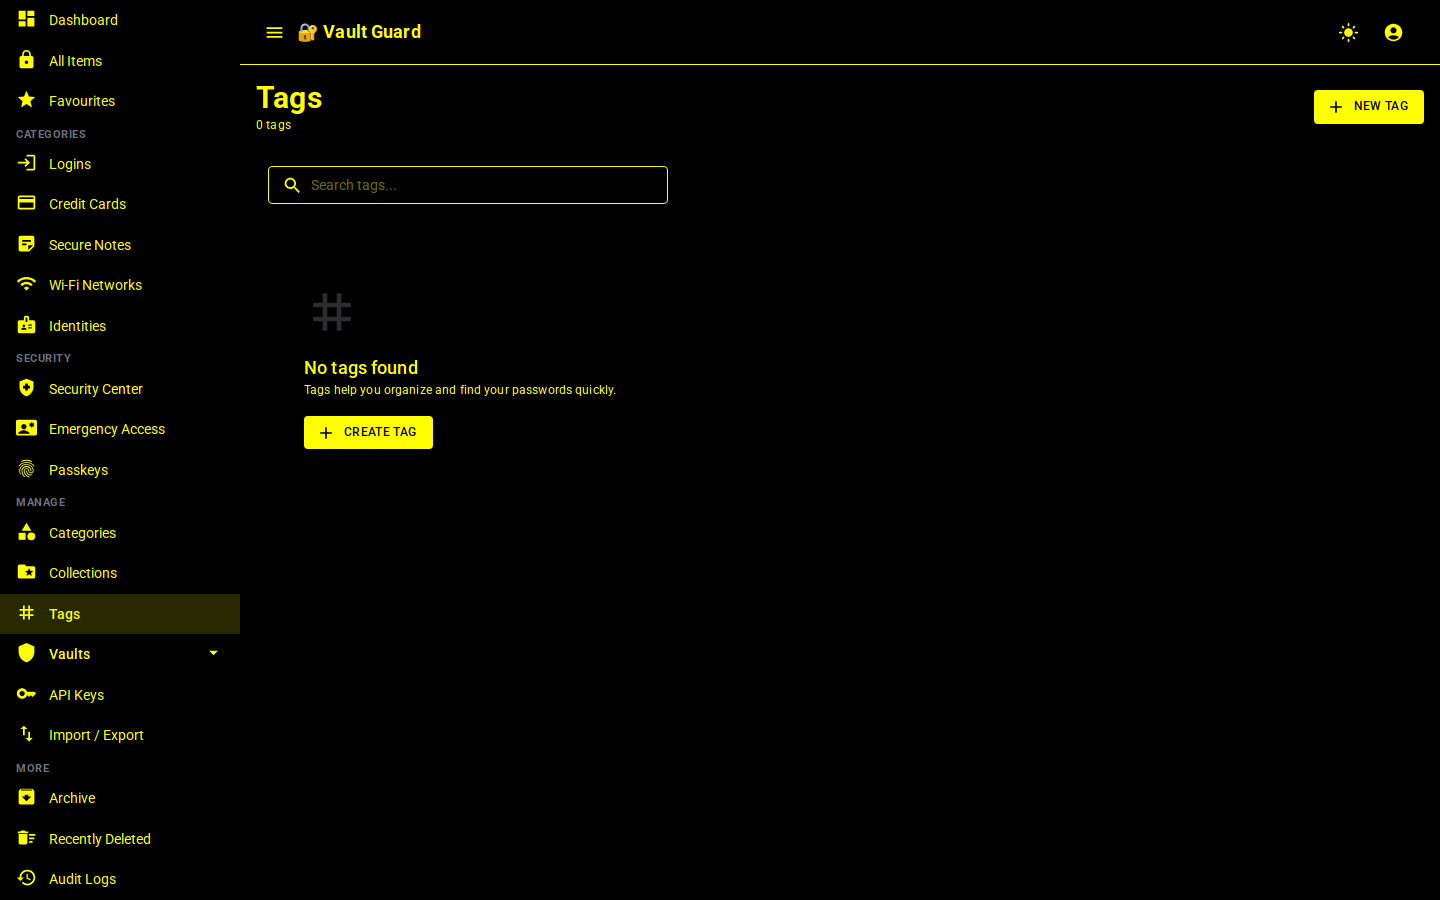 Dashboard
All Items
Favourites
CATEGORIES
Logins
Credit Cards
Secure Notes
Wi-Fi Networks
Identities
SECURITY
Security Center
Emergency Access
Passkeys
MANAGE
Categories
Collections
Tags
Vaults
API Keys
Import / Export
MORE
Archive
Recently Deleted
Audit Logs
🔐 Vault Guard
Tags
0 tags
NEW TAG
Search tags...
No tags found
Tags help you organize and find your passwords quickly.
CREATE TAG